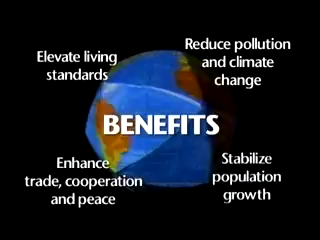 Elevate living
standards
Reduce pollution
and climate
change
BENEFITS
Enhance
trade, cooperation
and peace
Stabilize
population
growth